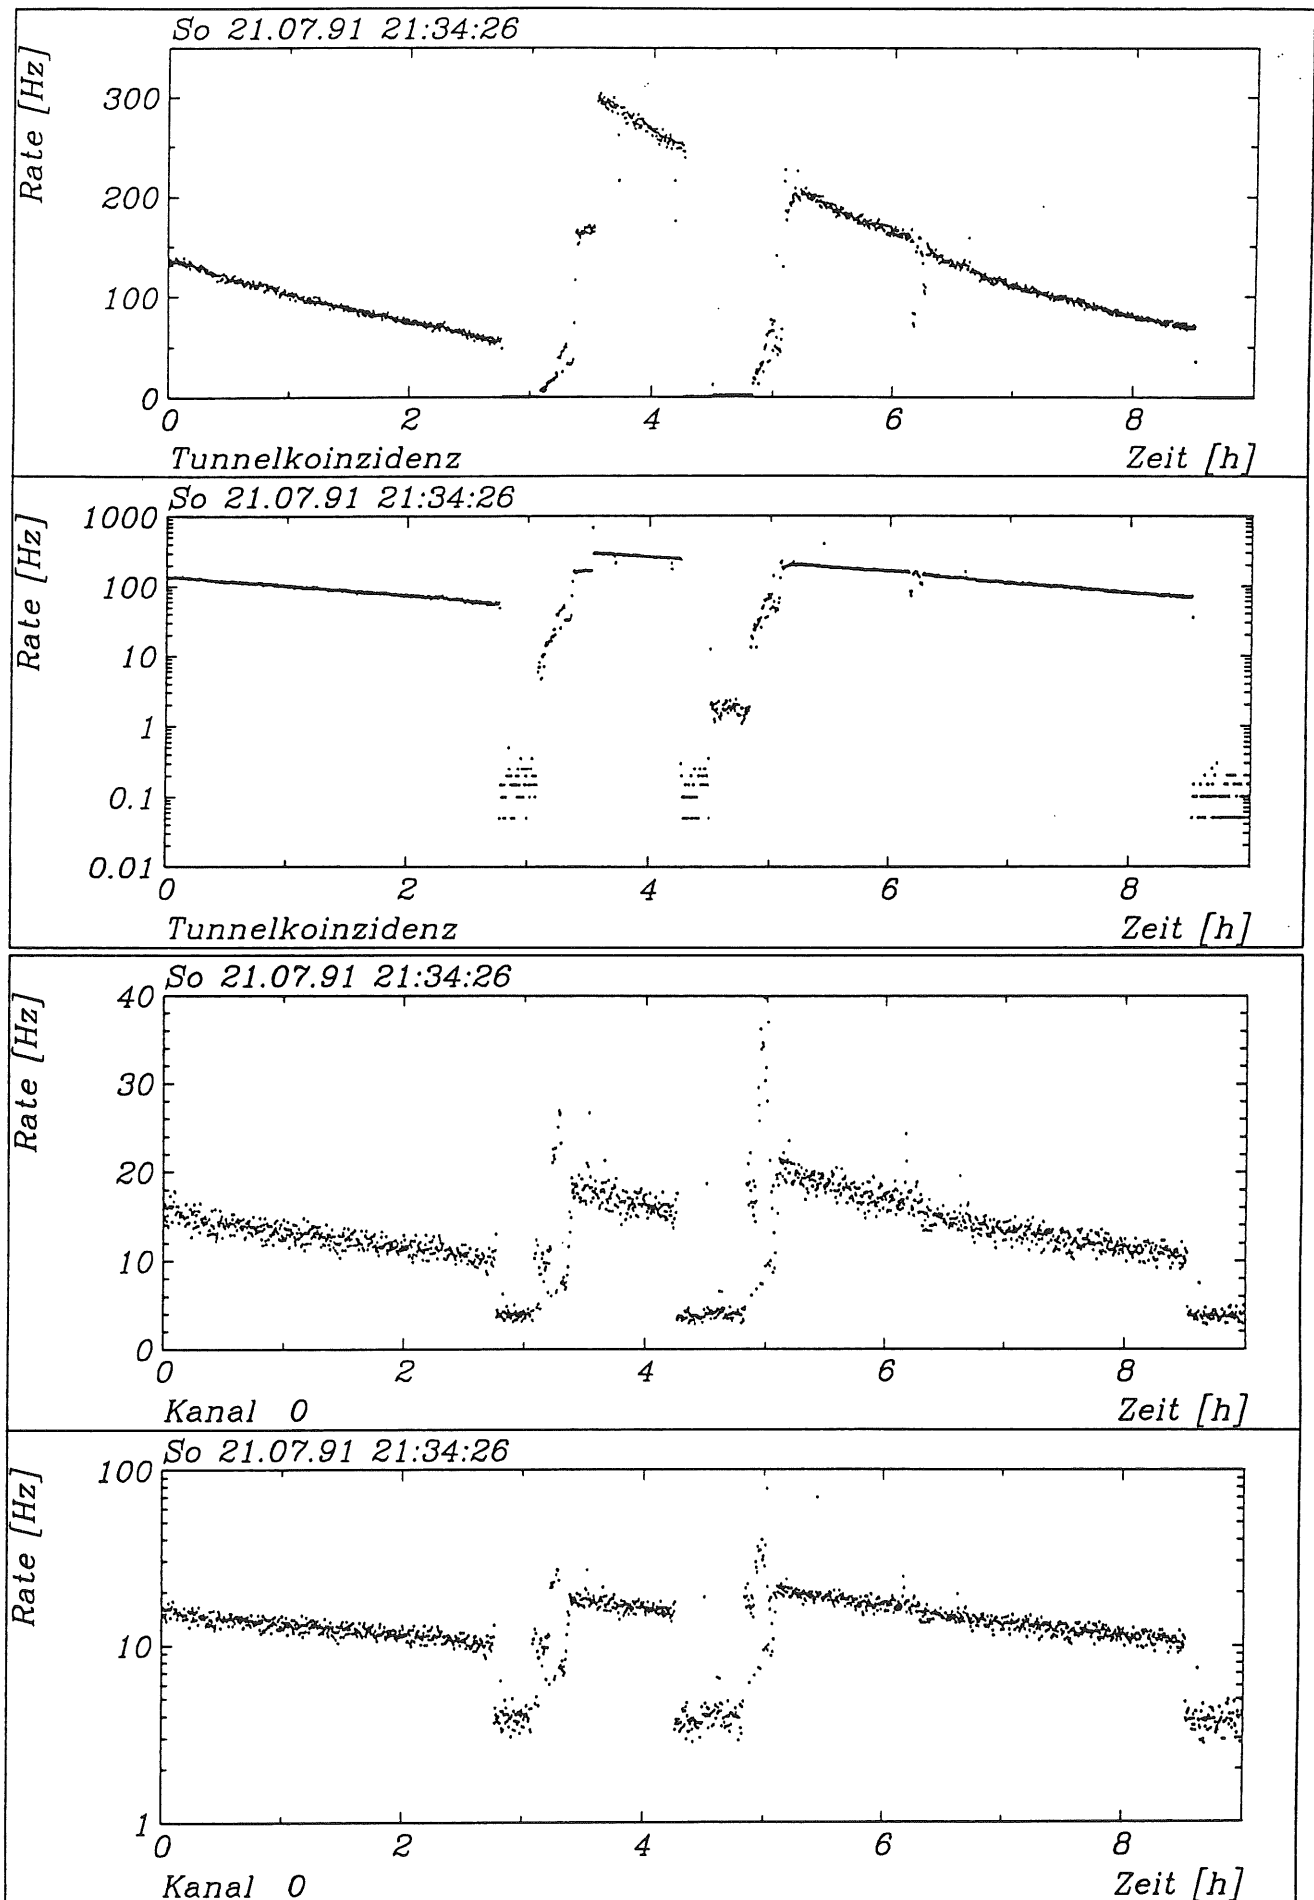 So 21.07.91 21:34:26
Rate [Hz]
300
200
100
0
0 2 4 6 8
Tunnelkoinzidenz Zeit [h]
So 21.07.91 21:34:26
Rate [Hz]
1000
100
10
1
0.1
0.01
0 2 4 6 8
Tunnelkoinzidenz Zeit [h]
So 21.07.91 21:34:26
Rate [Hz]
40
30
20
10
0
0 2 4 6 8
Kanal 0 Zeit [h]
So 21.07.91 21:34:26
Rate [Hz]
100
10
1
0 2 4 6 8
Kanal 0 Zeit [h]